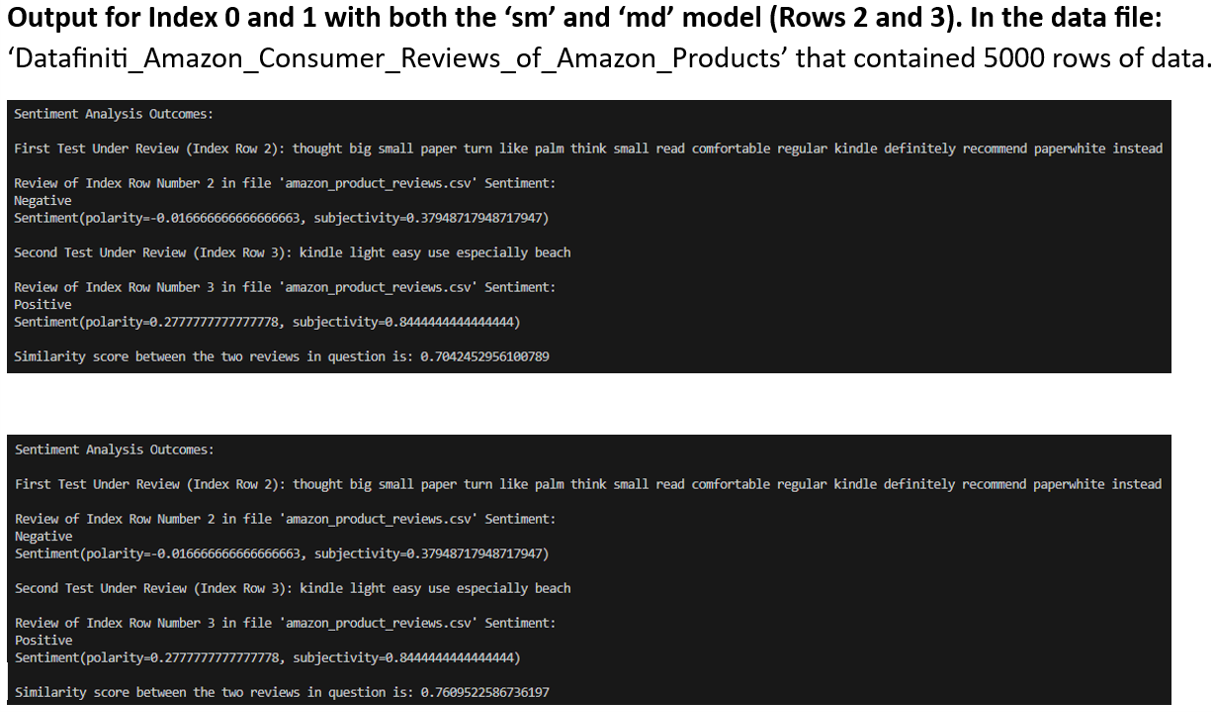 Output for Index 0 and 1 with both the ‘sm’ and ‘md’ model (Rows 2 and 3). In the data file:
‘Datafiniti_Amazon_Consumer_Reviews_of_Amazon_Products’ that contained 5000 rows of data.
Sentiment Analysis Outcomes:
First Test Under Review (Index Row 2): thought big small paper turn like palm think small read comfortable regular kindle definitely recommend paperwhite instead
Review of Index Row Number 2 in file 'amazon_product_reviews.csv' Sentiment:
Negative
Sentiment(polarity=-0.016666666666666663, subjectivity=0.37948717948717947)
Second Test Under Review (Index Row 3): kindle light easy use especially beach
Review of Index Row Number 3 in file 'amazon_product_reviews.csv' Sentiment:
Positive
Sentiment(polarity=0.2777777777777778, subjectivity=0.8444444444444444)
Similarity score between the two reviews in question is: 0.7042452956100789
Sentiment Analysis Outcomes:
First Test Under Review (Index Row 2): thought big small paper turn like palm think small read comfortable regular kindle definitely recommend paperwhite instead
Review of Index Row Number 2 in file 'amazon_product_reviews.csv' Sentiment:
Negative
Sentiment(polarity=-0.016666666666666663, subjectivity=0.37948717948717947)
Second Test Under Review (Index Row 3): kindle light easy use especially beach
Review of Index Row Number 3 in file 'amazon_product_reviews.csv' Sentiment:
Positive
Sentiment(polarity=0.2777777777777778, subjectivity=0.8444444444444444)
Similarity score between the two reviews in question is: 0.7609522586736197